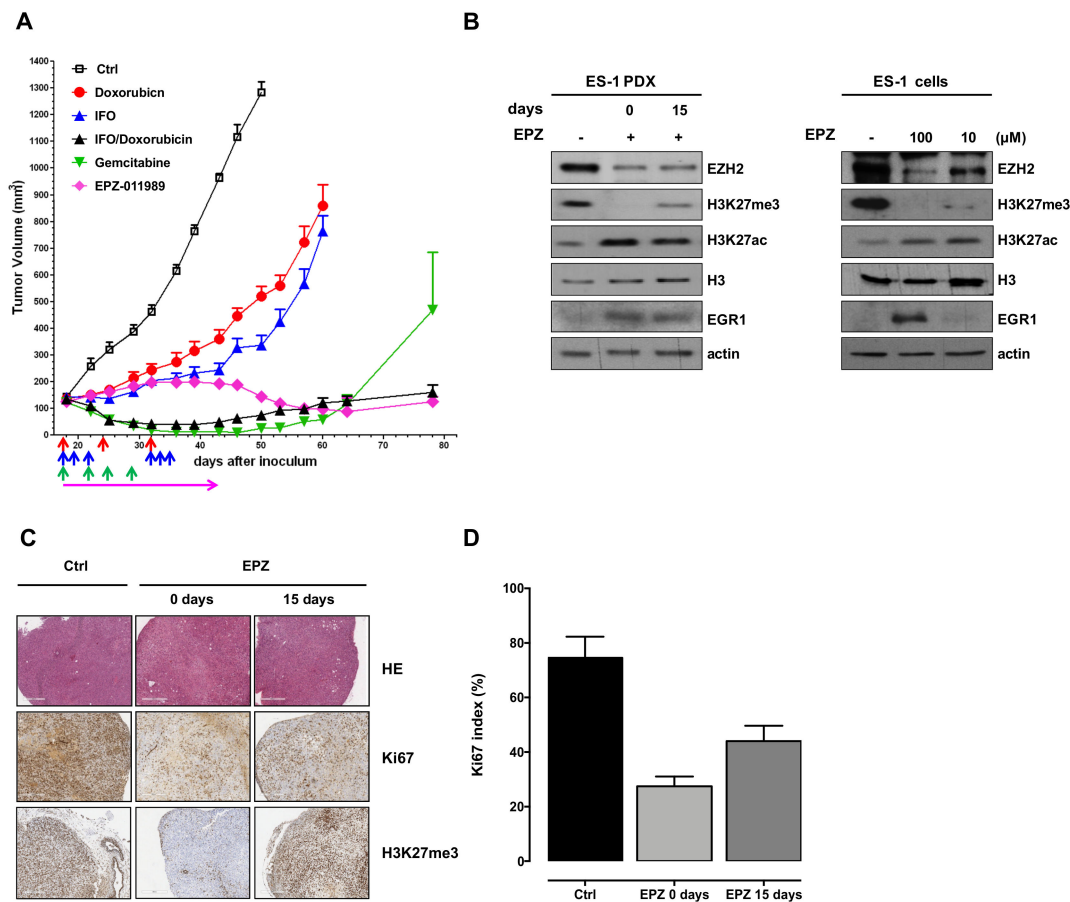 A
Tumor Volume (mm3)
1400
1300
1200
1100
1000
900
800
700
600
500
400
300
200
100
0
Ctrl
Doxorubicn
IFO
IFO/Doxorubicin
Gemcitabine
EPZ-011989
20 30 40 50 60 70 80
days after inoculum
B
ES-1 PDX
days 0 15
EPZ - + +
EZH2
H3K27me3
H3K27ac
H3
EGR1
actin
ES-1 cells
EPZ - 100 10 (μM)
EZH2
H3K27me3
H3K27ac
H3
EGR1
actin
C
Ctrl EPZ
0 days 15 days
HE
Ki67
H3K27me3
D
Ki67 index (%)
100
80
60
40
20
0
Ctrl EPZ 0 days EPZ 15 days